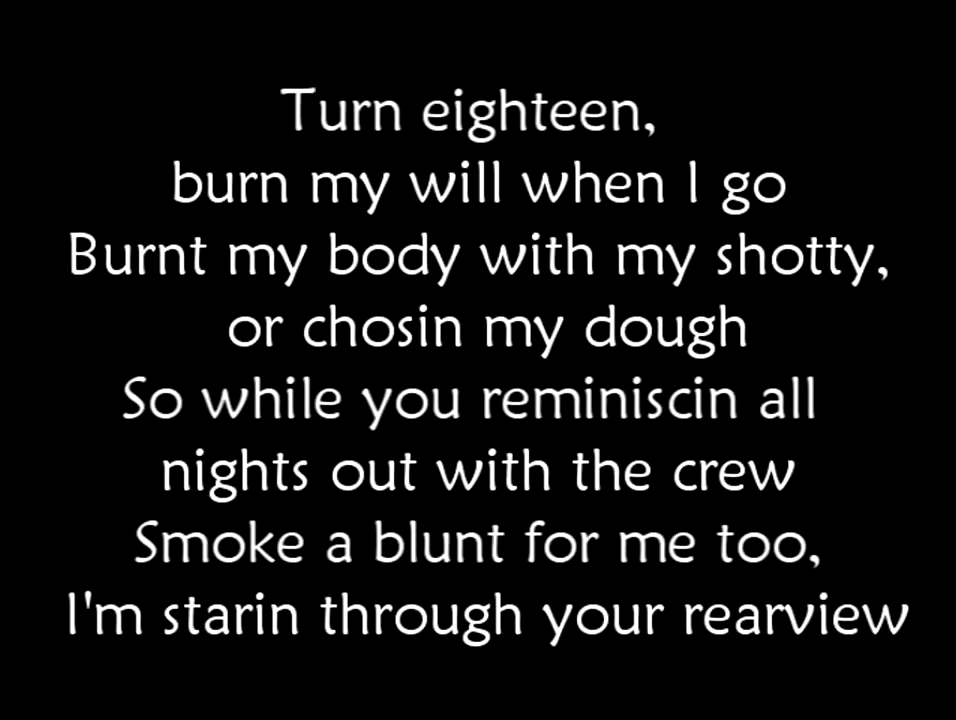 Turn eighteen,
burn my will when I go
Burnt my body with my shotty,
or chosin my dough
So while you reminiscin all
nights out with the crew
Smoke a blunt for me too,
I'm starin through your rearview